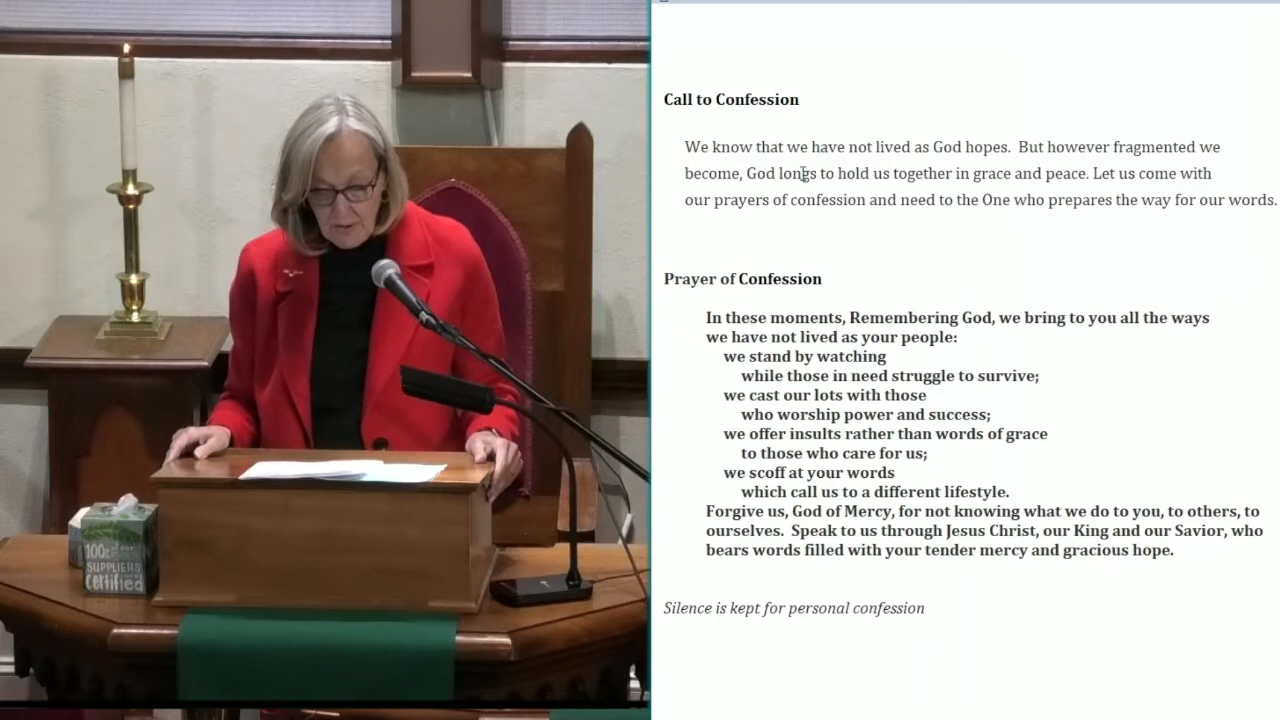 Call to Confession
We know that we have not lived as God hopes. But however fragmented we
become, God longs to hold us together in grace and peace. Let us come with
our prayers of confession and need to the One who prepares the way for our words.
Prayer of Confession
In these moments, Remembering God, we bring to you all the ways
we have not lived as your people:
we stand by watching
while those in need struggle to survive;
we cast our lots with those
who worship power and success;
we offer insults rather than words of grace
to those who care for us;
we scoff at your words
which call us to a different lifestyle.
Forgive us, God of Mercy, for not knowing what we do to you, to others, to
ourselves. Speak to us through Jesus Christ, our King and our Savior, who
bears words filled with your tender mercy and gracious hope.
Silence is kept for personal confession
100%
SUPPLIERS
Certified